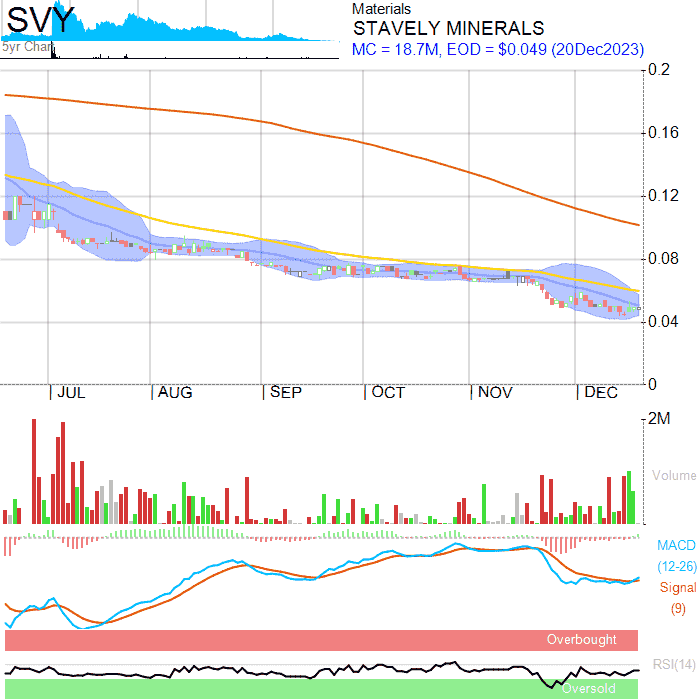 SVY
5yr Chart
Materials
STAVELY MINERALS
MC = 18.7M, EOD = $0.049 (20Dec2023)
0.2
0.16
0.12
0.08
0.04
0
JUL
AUG
SEP
OCT
NOV
DEC
2M
Volume
MACD
(12-26)
Signal
(9)
Overbought
RSI(14)
Oversold